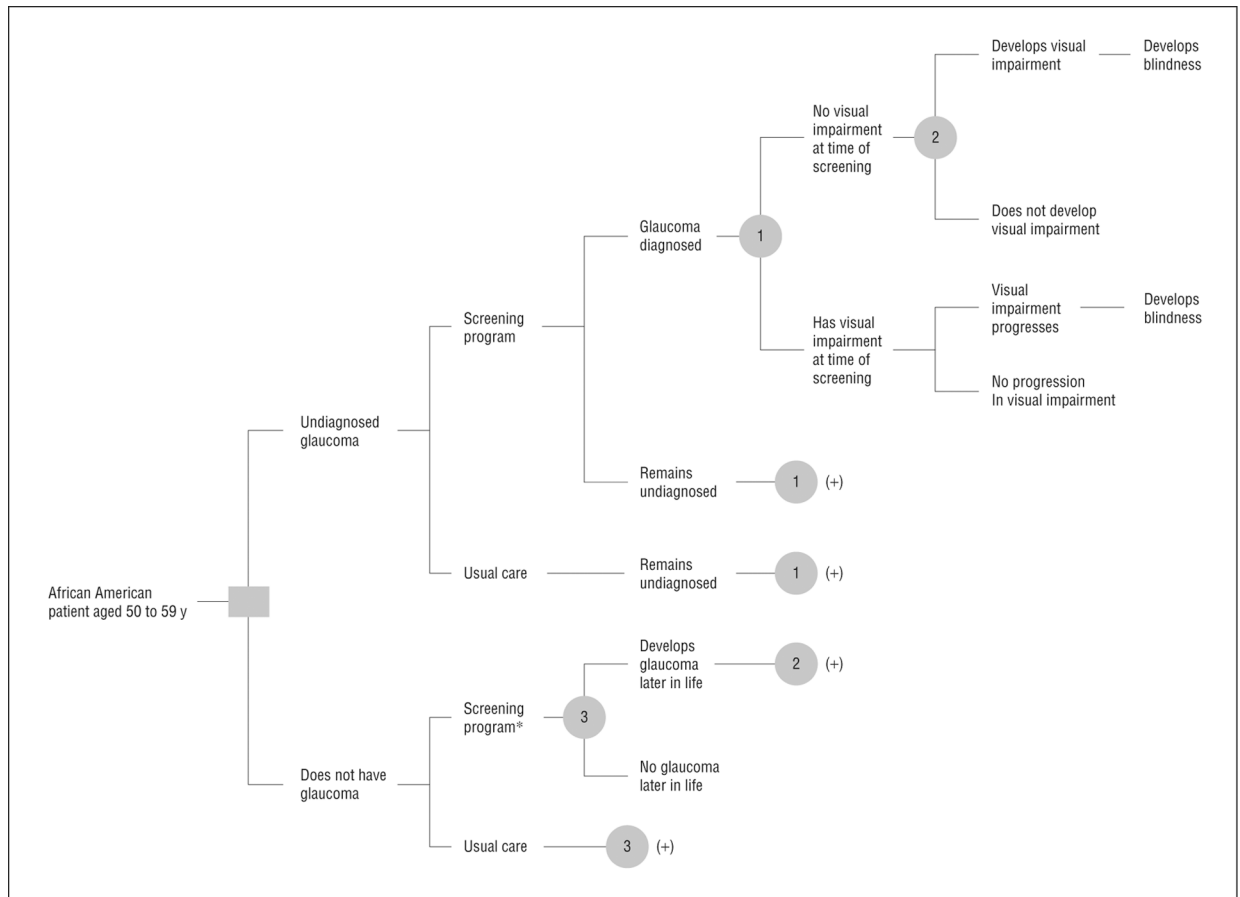 African American
patient aged 50 to 59 y
Undiagnosed
glaucoma
Screening
program
Glaucoma
diagnosed
1
No visual
impairment
at time of
screening
2
Develops visual
impairment
Develops
blindness
Does not develop
visual impairment
Has visual
impairment
at time of
screening
Visual
impairment
progresses
Develops
blindness
No progression
In visual impairment
Remains
undiagnosed
1 (+)
Usual care
Remains
undiagnosed
1 (+)
Does not have
glaucoma
Screening
program*
3
Develops
glaucoma
later in life
2 (+)
No glaucoma
later in life
Usual care
3 (+)